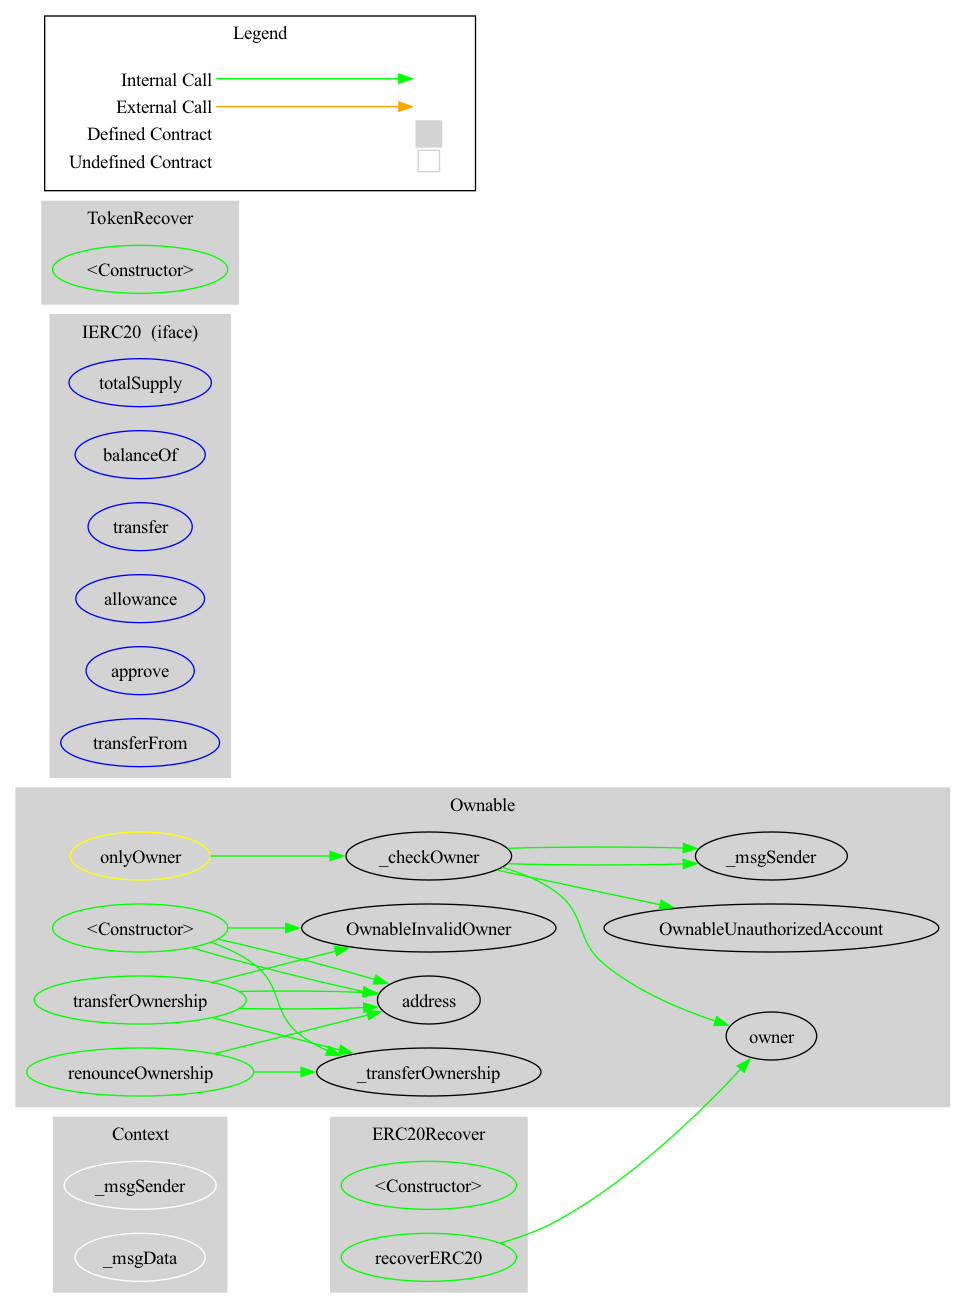 Legend
Internal Call
External Call
Defined Contract
Undefined Contract
TokenRecover
<Constructor>
IERC20  (iface)
totalSupply
balanceOf
transfer
allowance
approve
transferFrom
Ownable
onlyOwner
_checkOwner
_msgSender
<Constructor>
OwnableInvalidOwner
OwnableUnauthorizedAccount
transferOwnership
address
owner
renounceOwnership
_transferOwnership
Context
_msgSender
_msgData
ERC20Recover
<Constructor>
recoverERC20